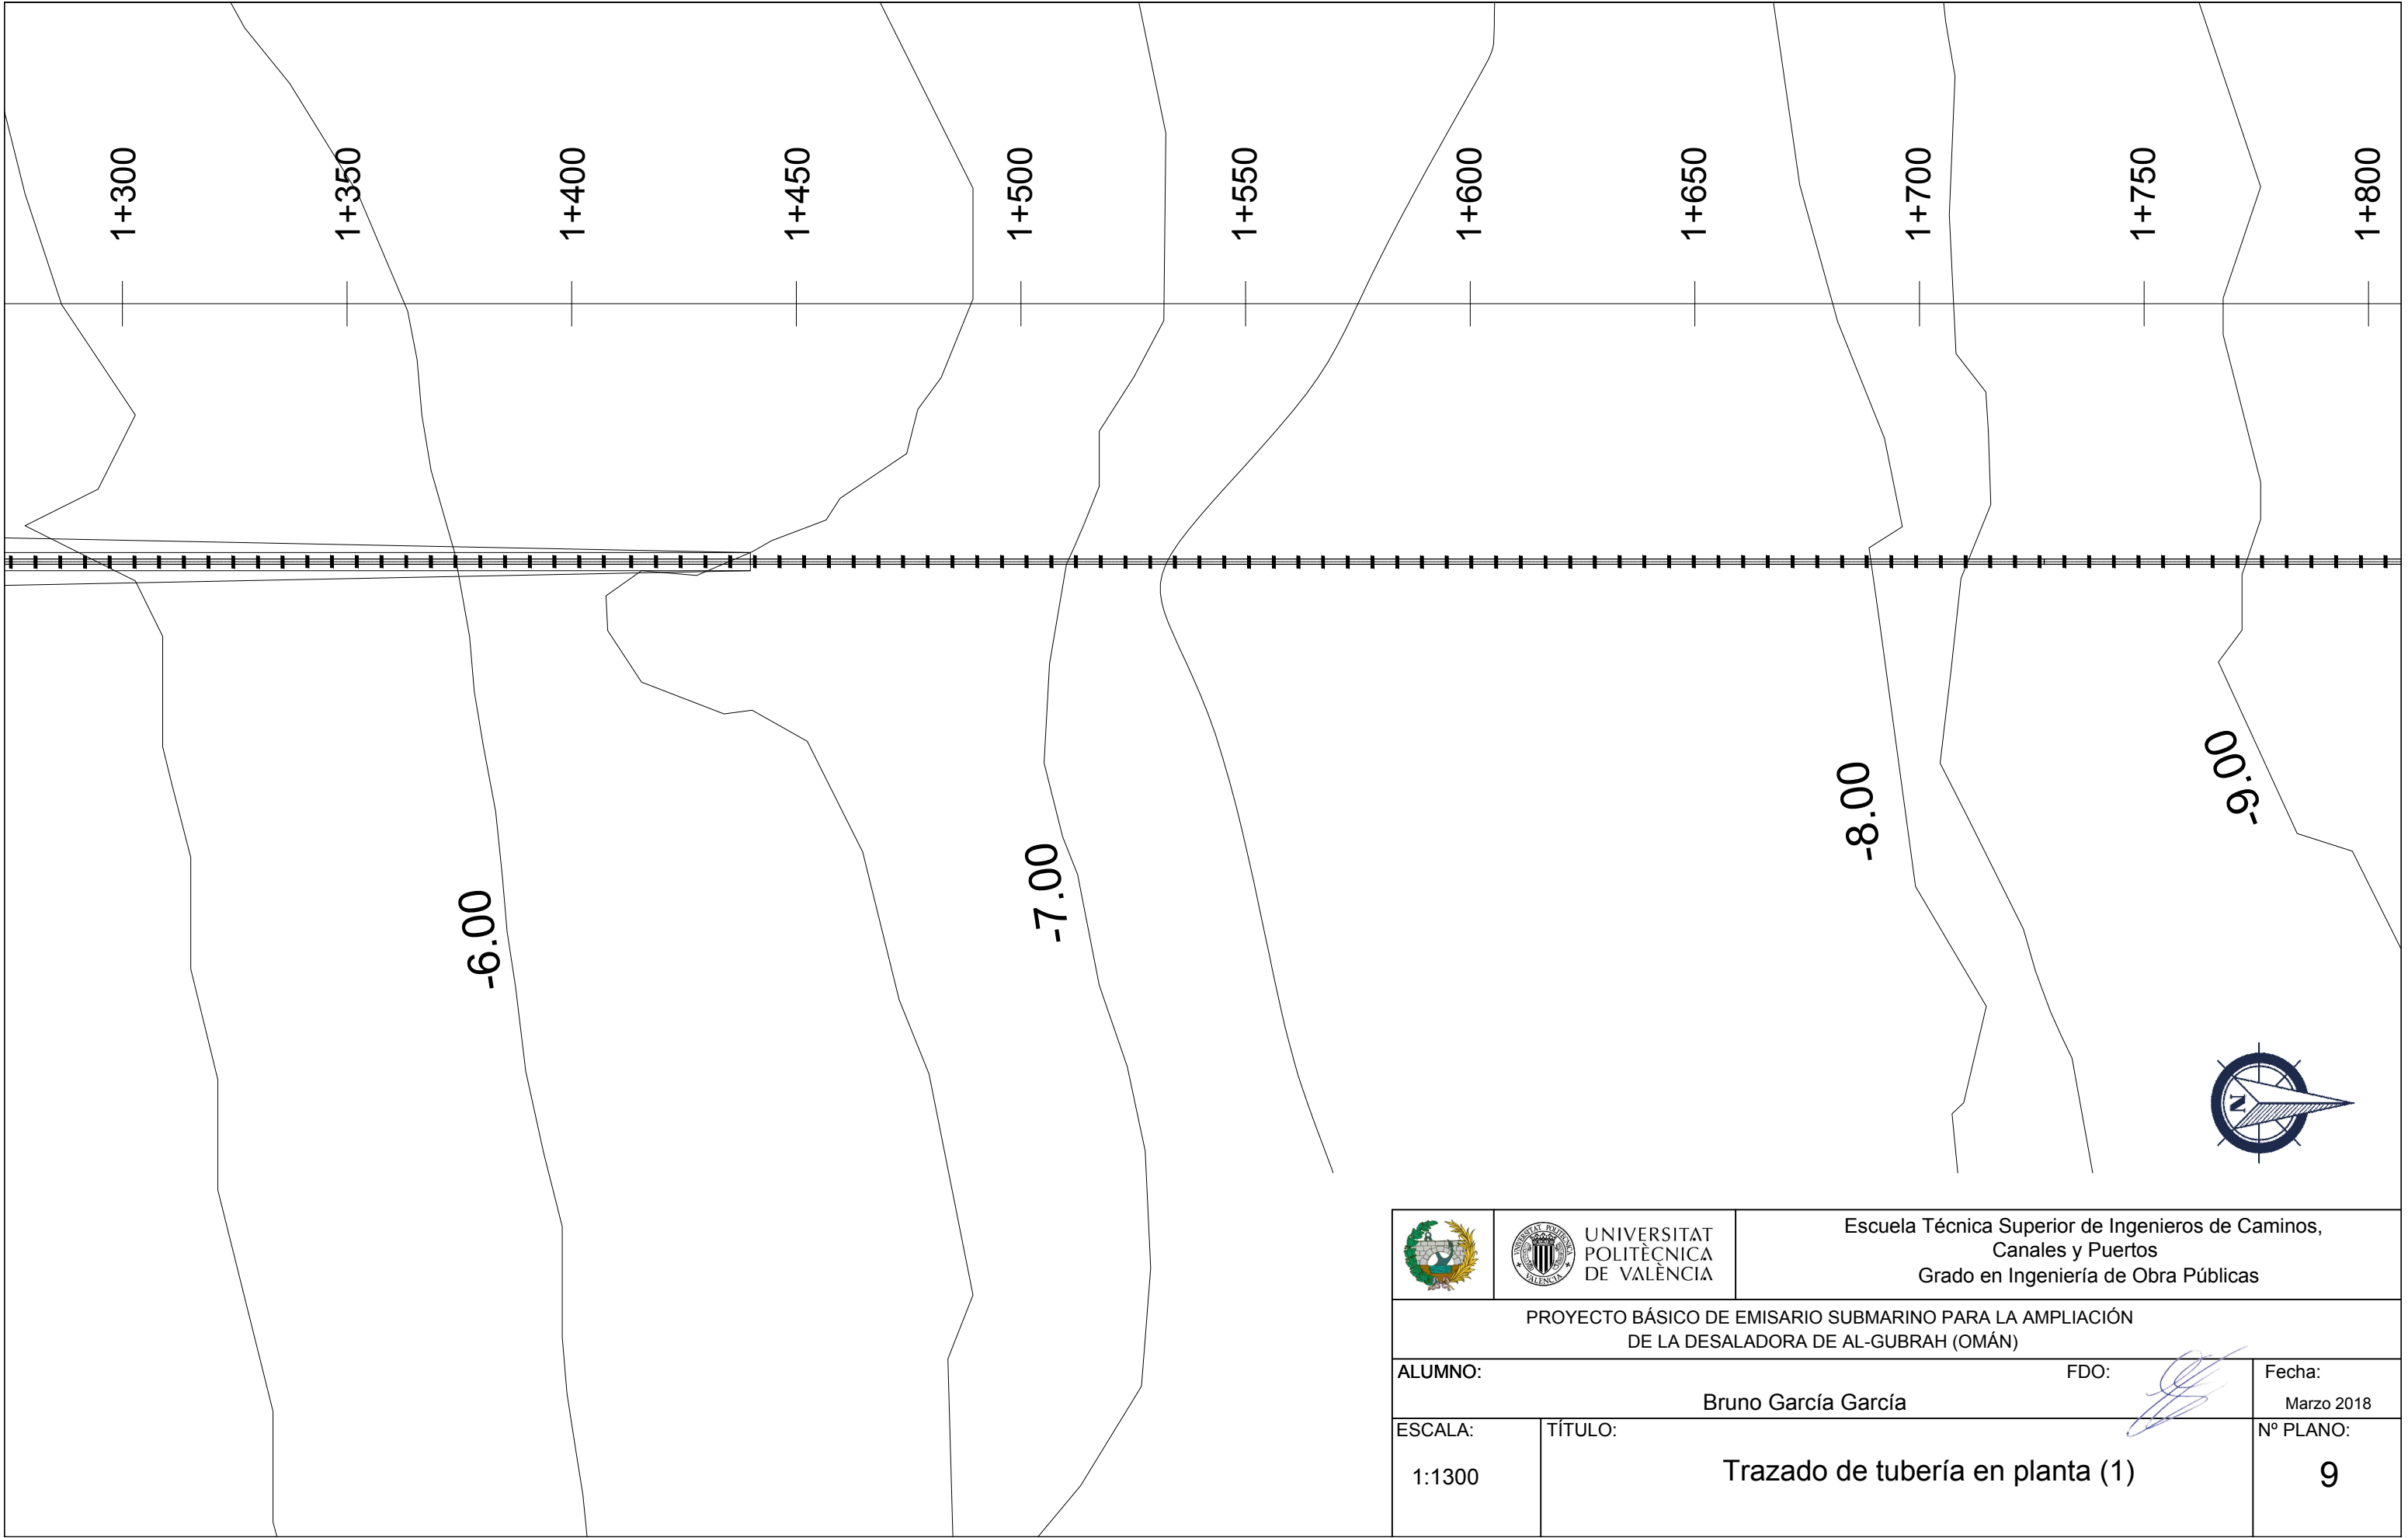 1+300
1+350
1+400
1+450
1+500
1+550
1+600
1+650
1+700
1+750
1+800
-6.00
-7.00
-8.00
-9.00
N
UNIVERSITAT
POLITÈCNICA
DE VALÈNCIA
UNIVERSITAT POLITECNICA
VALENCIA
Escuela Técnica Superior de Ingenieros de Caminos,
Canales y Puertos
Grado en Ingeniería de Obra Públicas
PROYECTO BÁSICO DE EMISARIO SUBMARINO PARA LA AMPLIACIÓN
DE LA DESALADORA DE AL-GUBRAH (OMÁN)
ALUMNO:
Bruno García García
FDO:
Fecha:
Marzo 2018
ESCALA:
1:1300
TÍTULO:
Trazado de tubería en planta (1)
Nº PLANO:
9